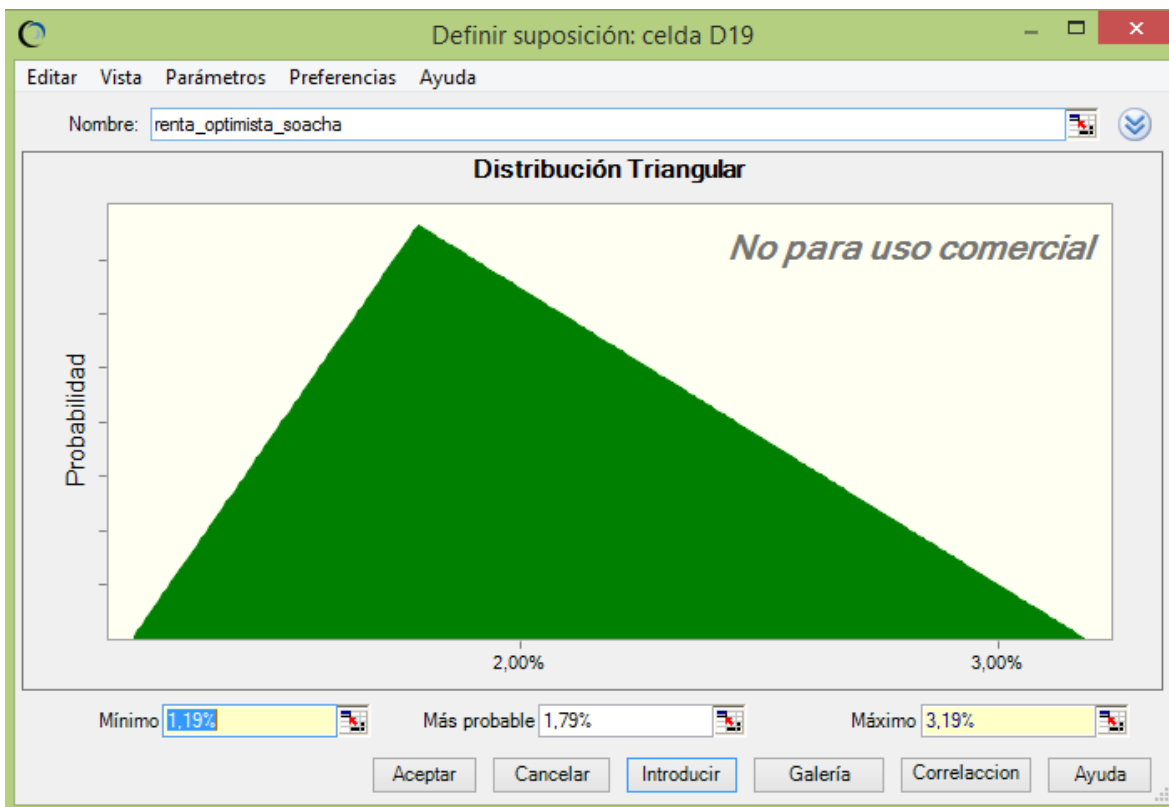 Definir suposición: celda D19
Editar Vista Parámetros Preferencias Ayuda
Nombre: renta_optimista_soacha
Distribución Triangular
No para uso comercial
Probabilidad
2,00% 3,00%
Mínimo 1,19% Más probable 1,79% Máximo 3,19%
Aceptar Cancelar Introducir Galería Correlaccion Ayuda